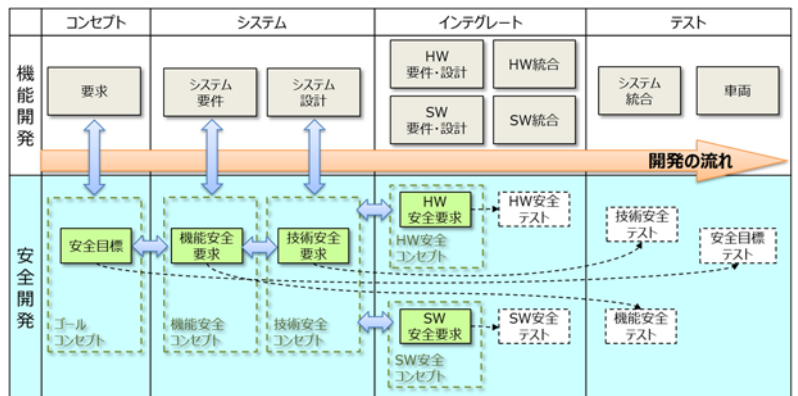 コンセプト
システム
インテグレート
テスト
機能開発
要求
システム
要件
システム
設計
HW
要件・設計
HW統合
SW
要件・設計
SW統合
システム
統合
車両
開発の流れ
安全開発
安全目標
ゴール
コンセプト
機能安全
要求
機能安全
コンセプト
技術安全
要求
技術安全
コンセプト
HW
安全要求
HW安全
コンセプト
HW安全
テスト
SW
安全要求
SW安全
コンセプト
SW安全
テスト
技術安全
テスト
安全目標
テスト
機能安全
テスト